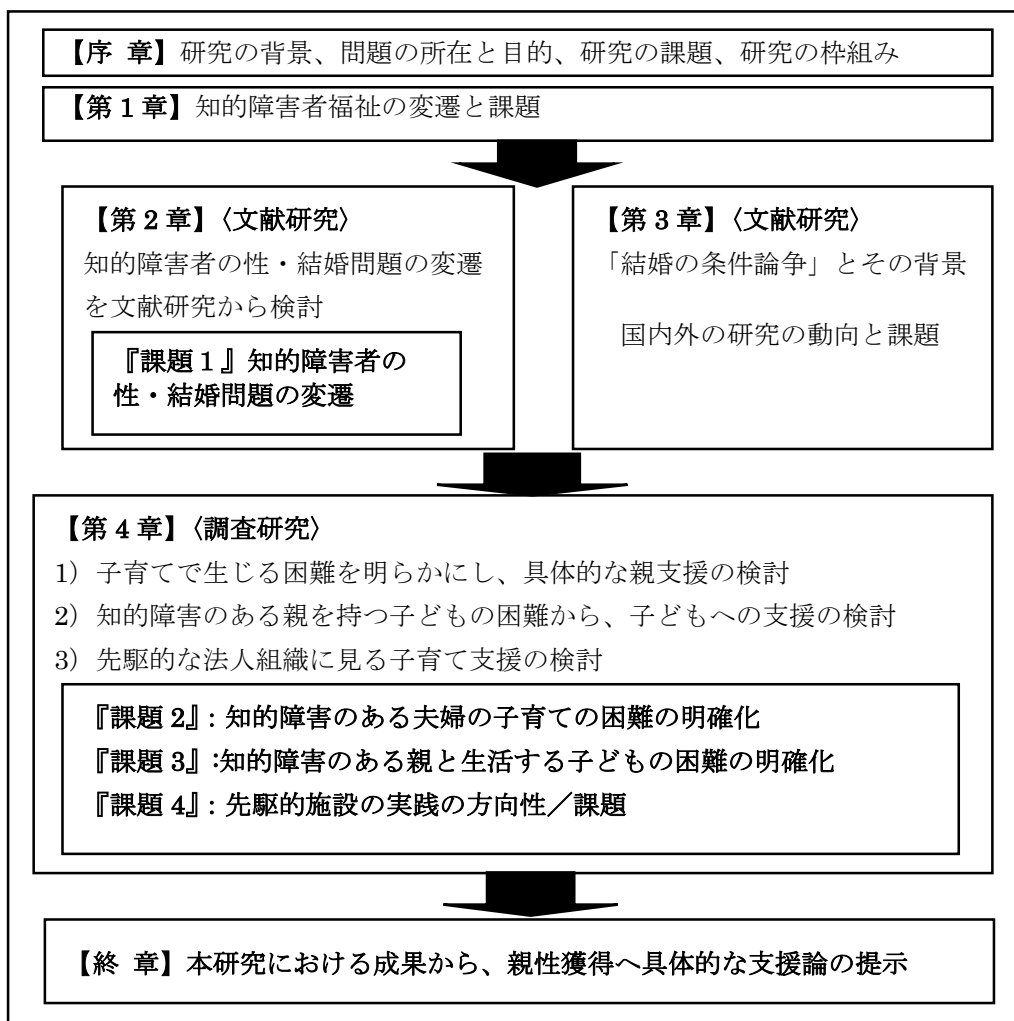 【序 章】研究の背景、問題の所在と目的、研究の課題、研究の枠組み
【第1章】知的障害者福祉の変遷と課題
【第2章】〈文献研究〉
知的障害者の性・結婚問題の変遷
を文献研究から検討
『課題1』知的障害者の
性・結婚問題の変遷
【第3章】〈文献研究〉
「結婚の条件論争」とその背景
国内外の研究の動向と課題
【第4章】〈調査研究〉
1）子育てで生じる困難を明らかにし、具体的な親支援の検討
2）知的障害のある親を持つ子どもの困難から、子どもへの支援の検討
3）先駆的な法人組織に見る子育て支援の検討
『課題2』：知的障害のある夫婦の子育ての困難の明確化
『課題3』：知的障害のある親と生活する子どもの困難の明確化
『課題4』：先駆的施設の実践の方向性／課題
【終 章】本研究における成果から、親性獲得へ具体的な支援論の提示